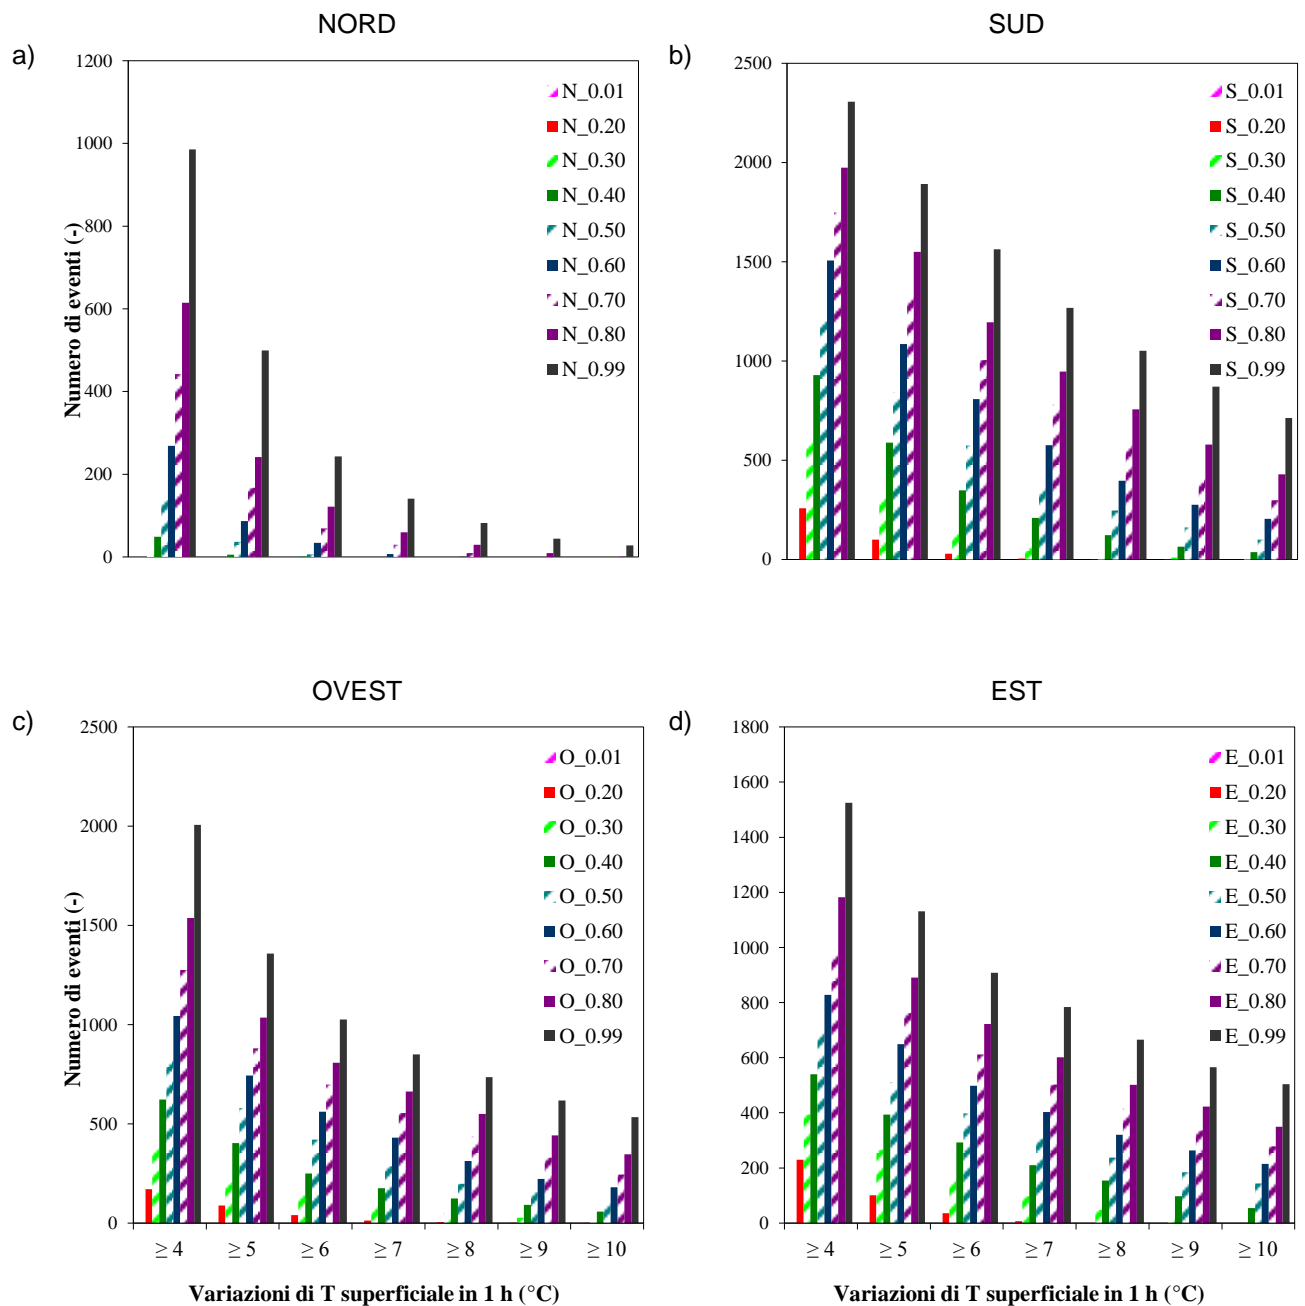 NORD
a)
1200
1000
800
600
400
200
0
Numero di eventi (-)
N_0.01
N_0.20
N_0.30
N_0.40
N_0.50
N_0.60
N_0.70
N_0.80
N_0.99
SUD
b)
2500
2000
1500
1000
500
0
S_0.01
S_0.20
S_0.30
S_0.40
S_0.50
S_0.60
S_0.70
S_0.80
S_0.99
OVEST
c)
2500
2000
1500
1000
500
0
Numero di eventi (-)
O_0.01
O_0.20
O_0.30
O_0.40
O_0.50
O_0.60
O_0.70
O_0.80
O_0.99
≥ 4 ≥ 5 ≥ 6 ≥ 7 ≥ 8 ≥ 9 ≥ 10
Variazioni di T superficiale in 1 h (°C)
EST
d)
1800
1600
1400
1200
1000
800
600
400
200
0
E_0.01
E_0.20
E_0.30
E_0.40
E_0.50
E_0.60
E_0.70
E_0.80
E_0.99
≥ 4 ≥ 5 ≥ 6 ≥ 7 ≥ 8 ≥ 9 ≥ 10
Variazioni di T superficiale in 1 h (°C)